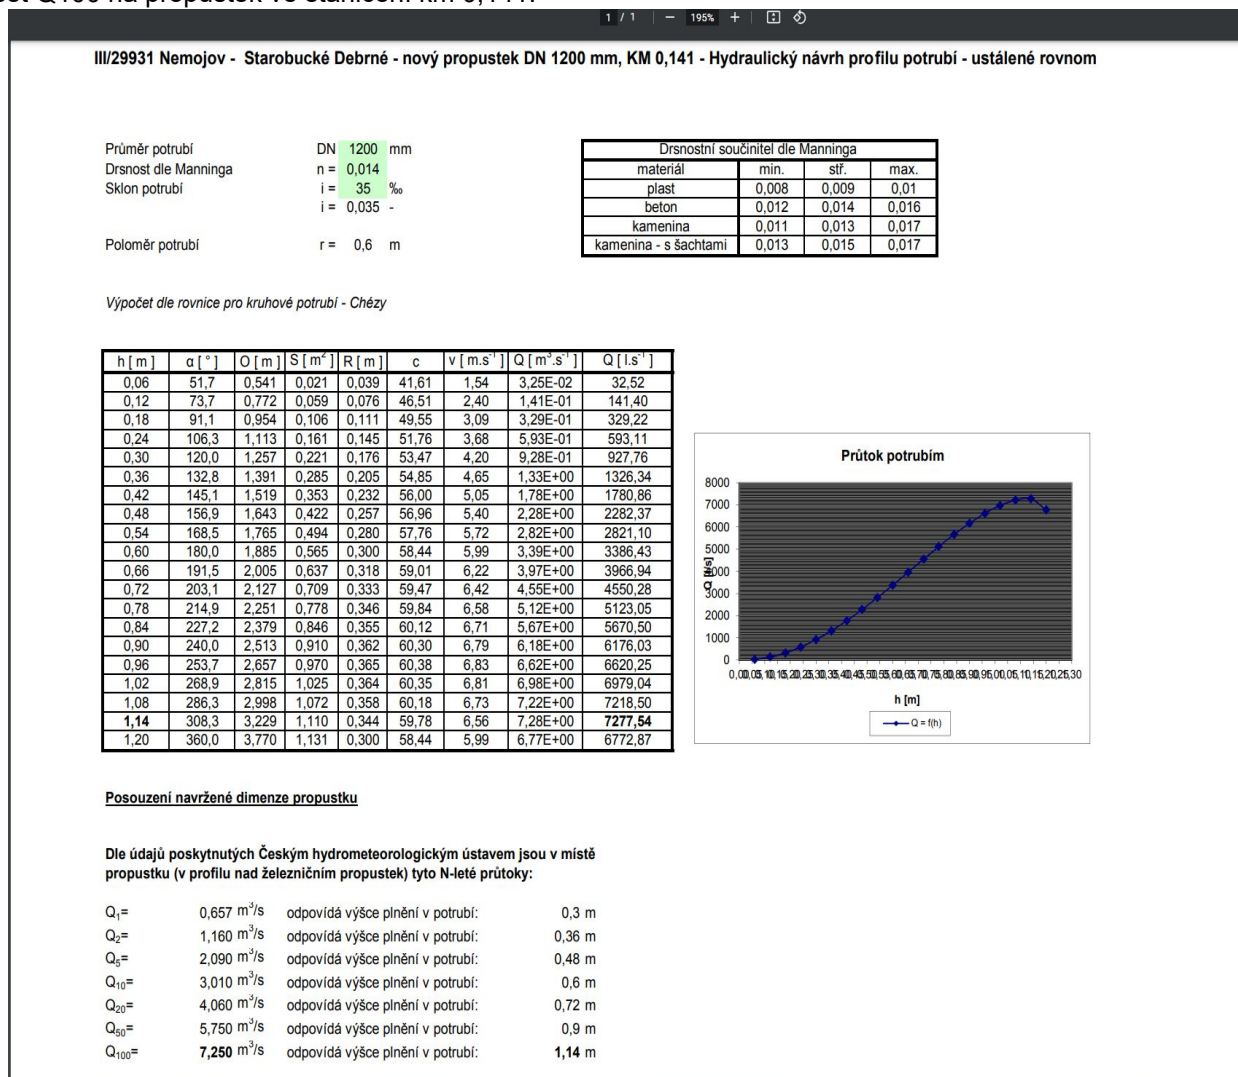 1 / 1 | − 195% +
III/29931 Nemojov - Starobucké Debrné - nový propustek DN 1200 mm, KM 0,141 - Hydraulický návrh profilu potrubí - ustálené rovnom
Průměr potrubí DN 1200 mm
Drsnost dle Manninga n = 0,014
Sklon potrubí i = 35 ‰
i = 0,035 -
Poloměr potrubí r = 0,6 m
Drsnostní součinitel dle Manninga
materiál min. stř. max.
plast 0,008 0,009 0,01
beton 0,012 0,014 0,016
kamenina 0,011 0,013 0,017
kamenina - s šachtami 0,013 0,015 0,017
Výpočet dle rovnice pro kruhové potrubí - Chézy
h [ m ] α [ ° ] O [ m ] S [ m² ] R [ m ] c v [ m.s⁻¹ ] Q [ m³.s⁻¹ ] Q [ l.s⁻¹ ]
0,06 51,7 0,541 0,021 0,039 41,61 1,54 3,25E-02 32,52
0,12 73,7 0,772 0,059 0,076 46,51 2,40 1,41E-01 141,40
0,18 91,1 0,954 0,106 0,111 49,55 3,09 3,29E-01 329,22
0,24 106,3 1,113 0,161 0,145 51,76 3,68 5,93E-01 593,11
0,30 120,0 1,257 0,221 0,176 53,47 4,20 9,28E-01 927,76
0,36 132,8 1,391 0,285 0,205 54,85 4,65 1,33E+00 1326,34
0,42 145,1 1,519 0,353 0,232 56,00 5,05 1,78E+00 1780,86
0,48 156,9 1,643 0,422 0,257 56,96 5,40 2,28E+00 2282,37
0,54 168,5 1,765 0,494 0,280 57,76 5,72 2,82E+00 2821,10
0,60 180,0 1,885 0,565 0,300 58,44 5,99 3,39E+00 3386,43
0,66 191,5 2,005 0,637 0,318 59,01 6,22 3,97E+00 3966,94
0,72 203,1 2,127 0,709 0,333 59,47 6,42 4,55E+00 4550,28
0,78 214,9 2,251 0,778 0,346 59,84 6,58 5,12E+00 5123,05
0,84 227,2 2,379 0,846 0,355 60,12 6,71 5,67E+00 5670,50
0,90 240,0 2,513 0,910 0,362 60,30 6,79 6,18E+00 6176,03
0,96 253,7 2,657 0,970 0,365 60,38 6,83 6,62E+00 6620,25
1,02 268,9 2,815 1,025 0,364 60,35 6,81 6,98E+00 6979,04
1,08 286,3 2,998 1,072 0,358 60,18 6,73 7,22E+00 7218,50
1,14 308,3 3,229 1,110 0,344 59,78 6,56 7,28E+00 7277,54
1,20 360,0 3,770 1,131 0,300 58,44 5,99 6,77E+00 6772,87
Průtok potrubím
8000
7000
6000
5000
4000
3000
2000
1000
0
Q [l/s]
h [m]
Q = f(h)
Posouzení navržené dimenze propustku
Dle údajů poskytnutých Českým hydrometeorologickým ústavem jsou v místě
propustku (v profilu nad železničním propustek) tyto N-leté průtoky:
Q₁= 0,657 m³/s odpovídá výšce plnění v potrubí: 0,3 m
Q₂= 1,160 m³/s odpovídá výšce plnění v potrubí: 0,36 m
Q₅= 2,090 m³/s odpovídá výšce plnění v potrubí: 0,48 m
Q₁₀= 3,010 m³/s odpovídá výšce plnění v potrubí: 0,6 m
Q₂₀= 4,060 m³/s odpovídá výšce plnění v potrubí: 0,72 m
Q₅₀= 5,750 m³/s odpovídá výšce plnění v potrubí: 0,9 m
Q₁₀₀= 7,250 m³/s odpovídá výšce plnění v potrubí: 1,14 m